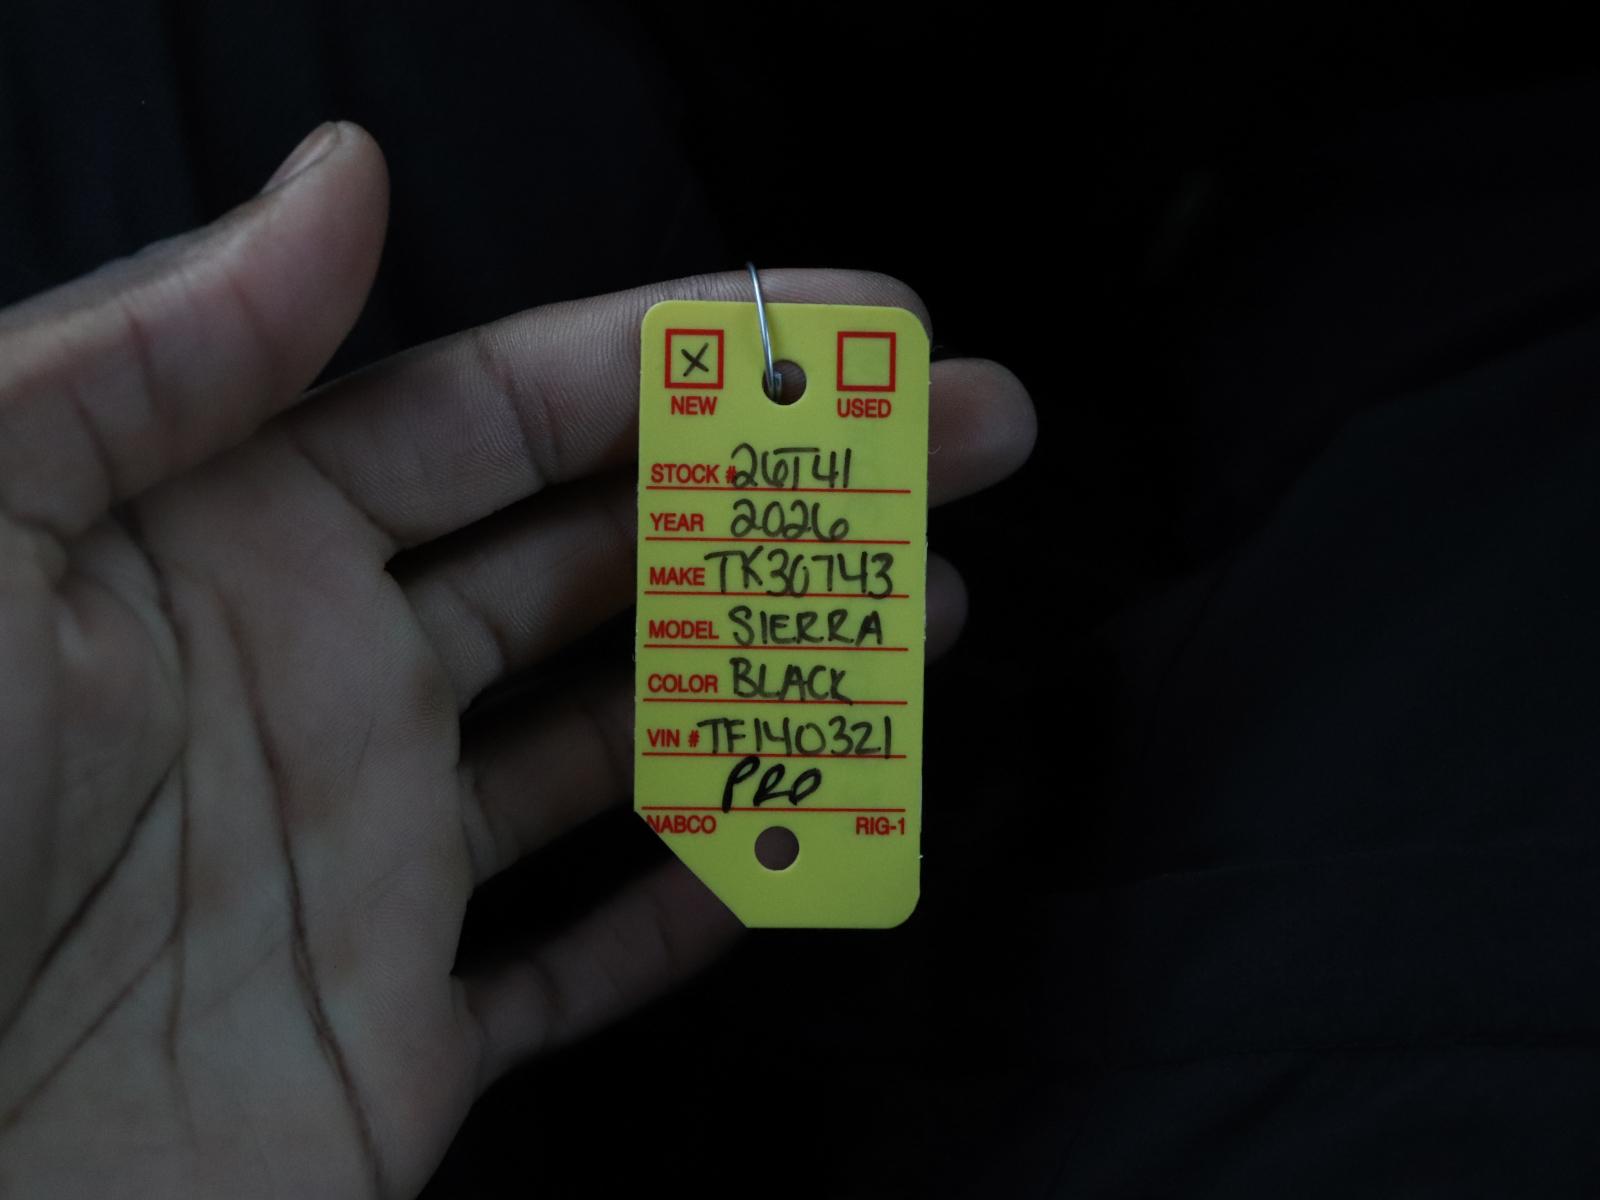 X
NEW USED
STOCK # 26T41
YEAR 2026
MAKE TK30743
MODEL SIERRA
COLOR BLACK
VIN # TF140321
PRO
NABCO RIG-1